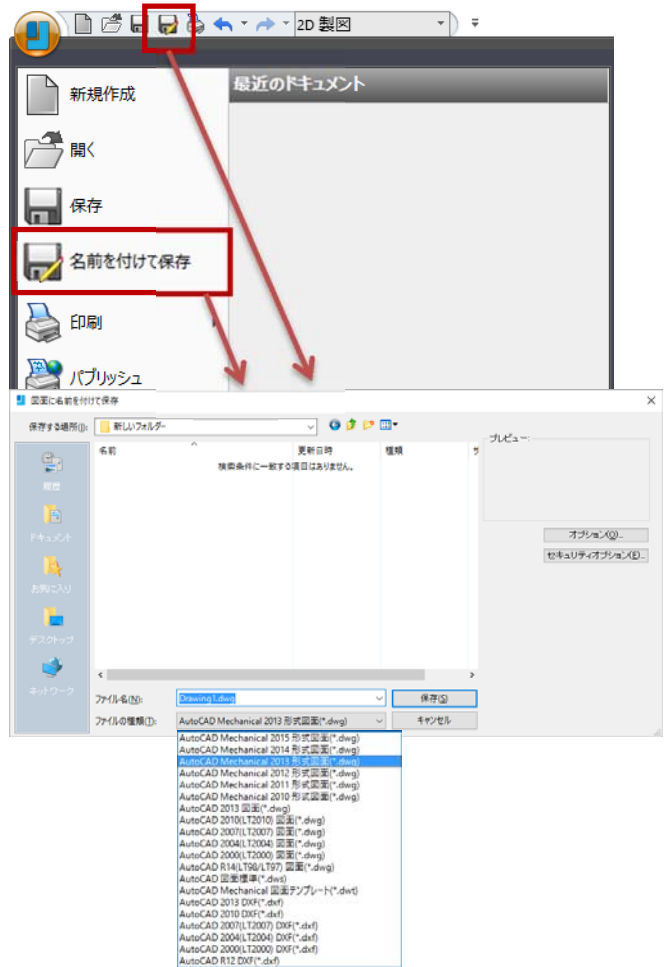 2D 製図
最近のドキュメント
新規作成
開く
保存
名前を付けて保存
印刷
パブリッシュ
図面に名前を付けて保存
保存する場所(I):
新しいフォルダー
プレビュー:
名前
更新日時
種類
サ
検索条件に一致する項目はありません。
履歴
ドキュメント
お気に入り
デスクトップ
ネットワーク
オプション(O)...
セキュリティオプション(E)...
ファイル名(N):
Drawing1.dwg
保存(S)
ファイルの種類(T):
AutoCAD Mechanical 2013 形式図面(*.dwg)
キャンセル
AutoCAD Mechanical 2015 形式図面(*.dwg)
AutoCAD Mechanical 2014 形式図面(*.dwg)
AutoCAD Mechanical 2013 形式図面(*.dwg)
AutoCAD Mechanical 2012 形式図面(*.dwg)
AutoCAD Mechanical 2011 形式図面(*.dwg)
AutoCAD Mechanical 2010 形式図面(*.dwg)
AutoCAD 2013 図面(*.dwg)
AutoCAD 2010(LT2010) 図面(*.dwg)
AutoCAD 2007(LT2007) 図面(*.dwg)
AutoCAD 2004(LT2004) 図面(*.dwg)
AutoCAD 2000(LT2000) 図面(*.dwg)
AutoCAD R14(LT98/LT97) 図面(*.dwg)
AutoCAD 図面標準(*.dws)
AutoCAD Mechanical 図面テンプレート(*.dwt)
AutoCAD 2013 DXF(*.dxf)
AutoCAD 2010 DXF(*.dxf)
AutoCAD 2007(LT2007) DXF(*.dxf)
AutoCAD 2004(LT2004) DXF(*.dxf)
AutoCAD 2000(LT2000) DXF(*.dxf)
AutoCAD R12 DXF(*.dxf)